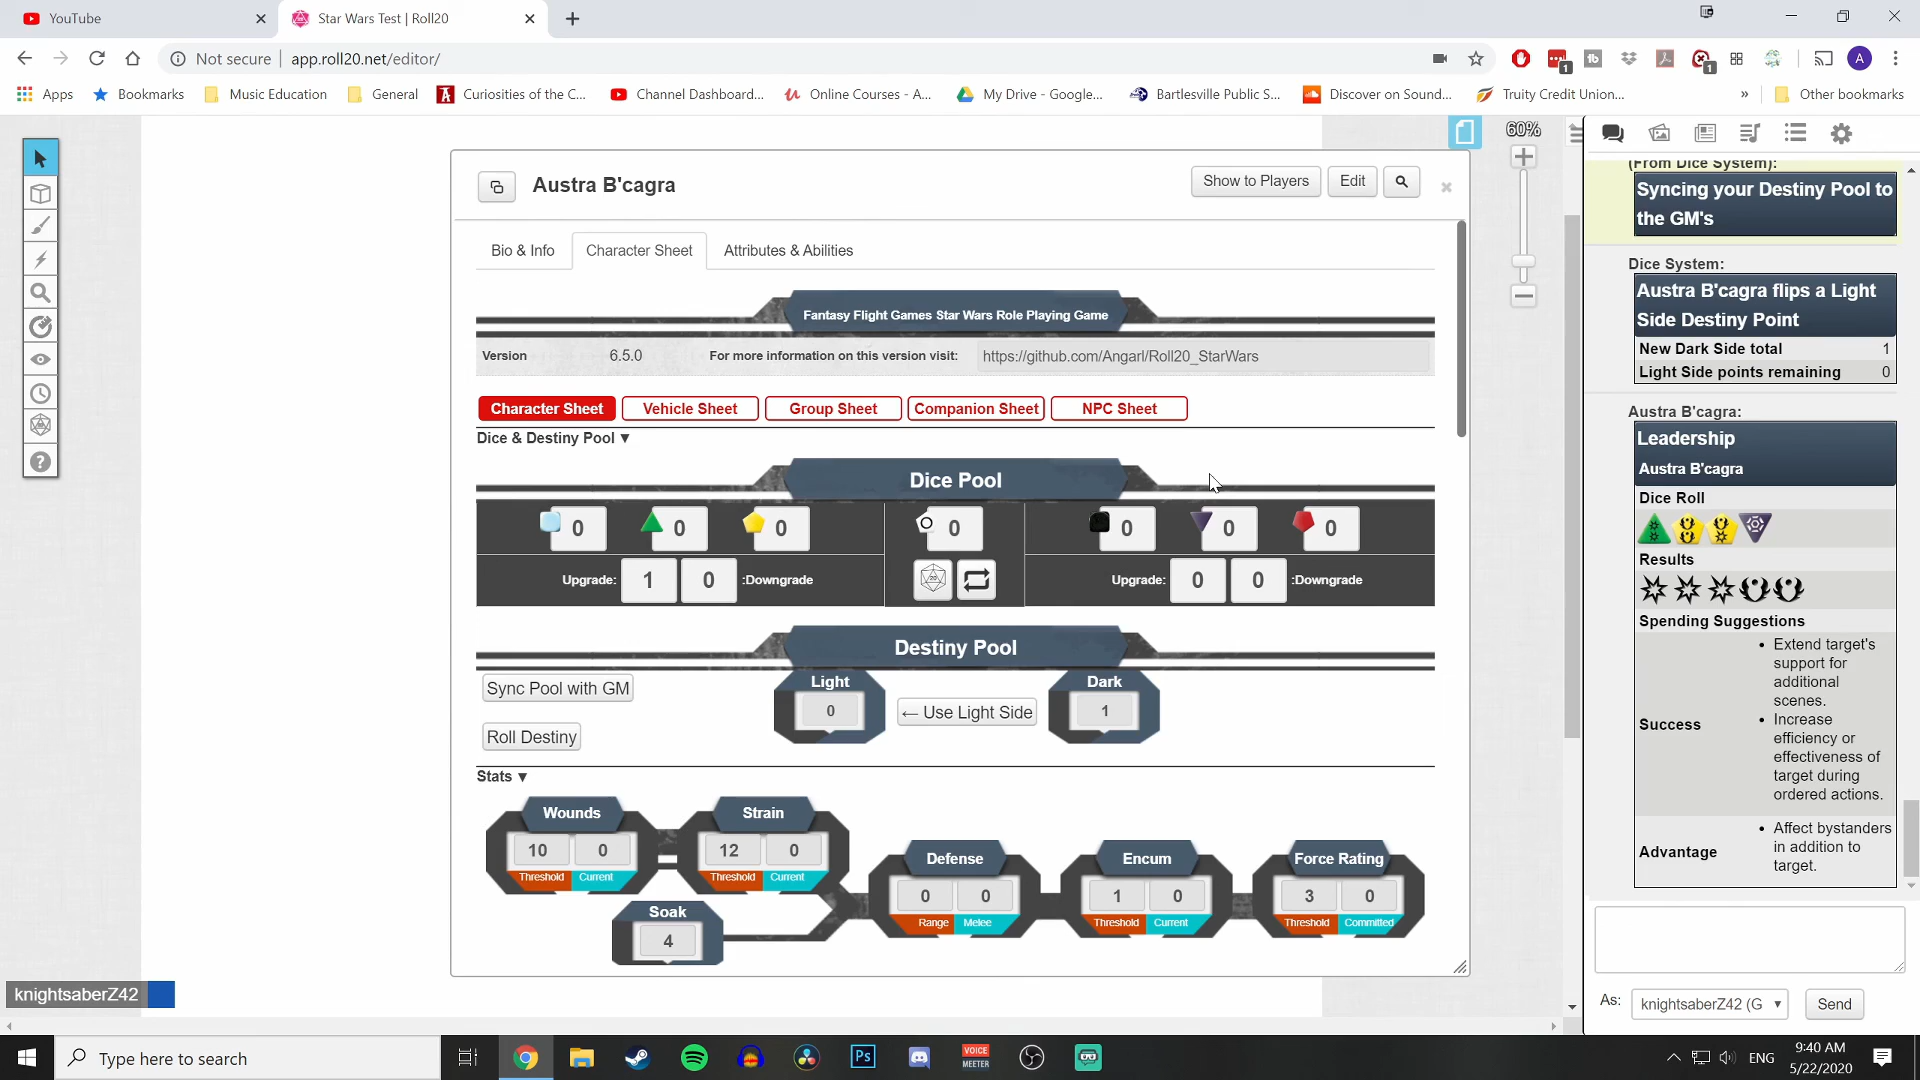 YouTube
Star Wars Test | Roll20
Not secure | app.roll20.net/editor/
1
1
A
Apps
Bookmarks
Music Education
General
Curiosities of the C...
Channel Dashboard...
Online Courses - A...
My Drive - Google...
Bartlesville Public S...
Discover on Sound...
Truity Credit Union...
»
Other bookmarks
60%
Austra B'cagra
Show to Players
Edit
Bio & Info
Character Sheet
Attributes & Abilities
Fantasy Flight Games Star Wars Role Playing Game
Version
6.5.0
For more information on this version visit:
https://github.com/Angarl/Roll20_StarWars
Character Sheet
Vehicle Sheet
Group Sheet
Companion Sheet
NPC Sheet
Dice & Destiny Pool ▼
Dice Pool
0
0
0
0
0
0
0
Upgrade:
1
0
:Downgrade
Upgrade:
0
0
:Downgrade
Destiny Pool
Sync Pool with GM
Roll Destiny
Light
0
← Use Light Side
Dark
1
Stats ▼
Wounds
10
0
Threshold
Current
Strain
12
0
Threshold
Current
Soak
4
Defense
0
0
Range
Melee
Encum
1
0
Threshold
Current
Force Rating
3
0
Threshold
Committed
(From Dice System):
Syncing your Destiny Pool to
the GM's
Dice System:
Austra B'cagra flips a Light
Side Destiny Point
New Dark Side total 1
Light Side points remaining 0
Austra B'cagra:
Leadership
Austra B'cagra
Dice Roll
Results
Spending Suggestions
Success
• Extend target's
support for
additional
scenes.
• Increase
efficiency or
effectiveness of
target during
ordered actions.
Advantage
• Affect bystanders
in addition to
target.
As:
knightsaberZ42 (G
Send
knightsaberZ42
Type here to search
Ps
VOICE
MEETER
ENG
9:40 AM
5/22/2020